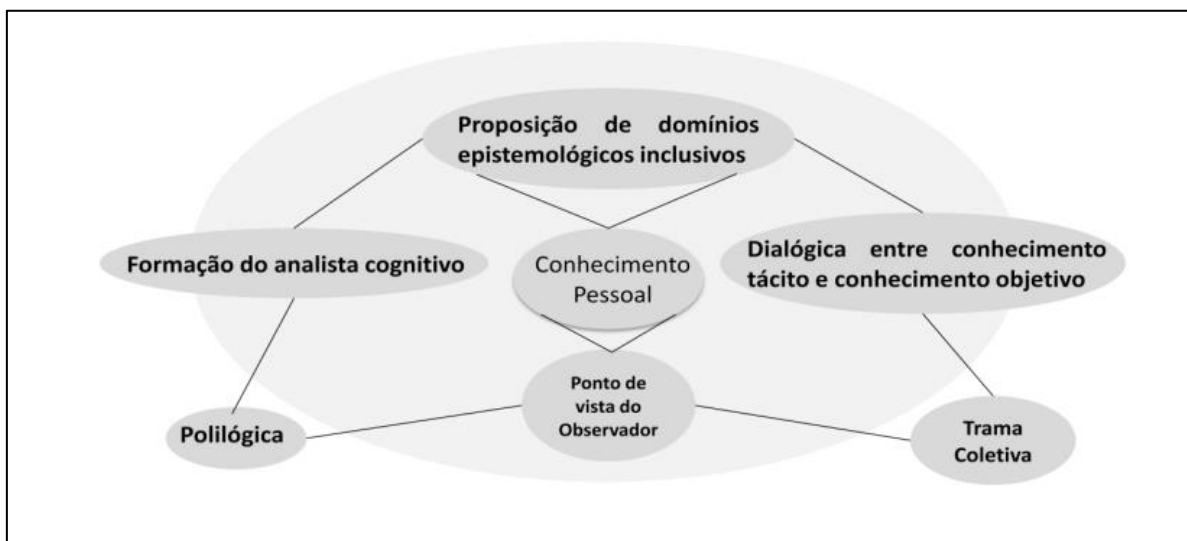 Proposição de domínios
epistemológicos inclusivos
Formação do analista cognitivo
Conhecimento
Pessoal
Dialógica entre conhecimento
tácito e conhecimento objetivo
Polilógica
Ponto de
vista do
Observador
Trama
Coletiva